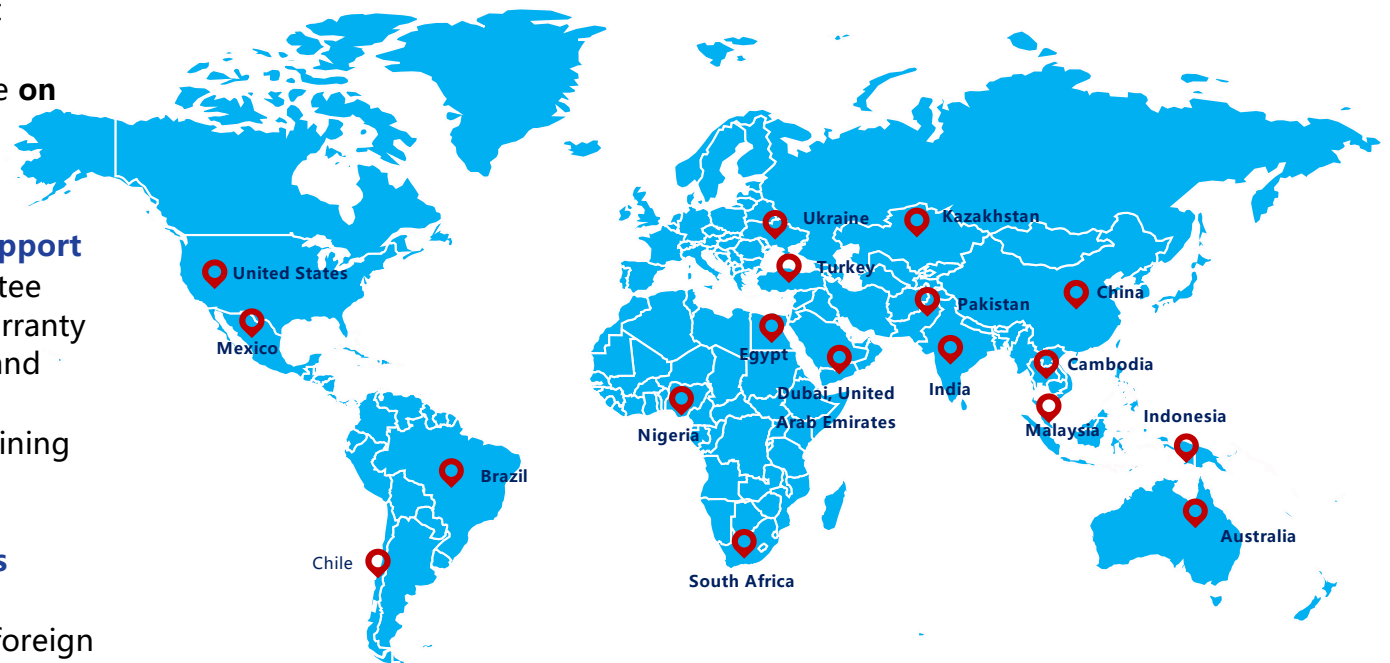 e on
pport
tee
rranty
and
ining
s
foreign
Ukraine
Kazakhstan
United States
Turkey
China
Pakistan
Mexico
Egypt
Cambodia
Dubai, United
Arab Emirates
India
Indonesia
Nigeria
Malaysia
Brazil
Australia
Chile
South Africa